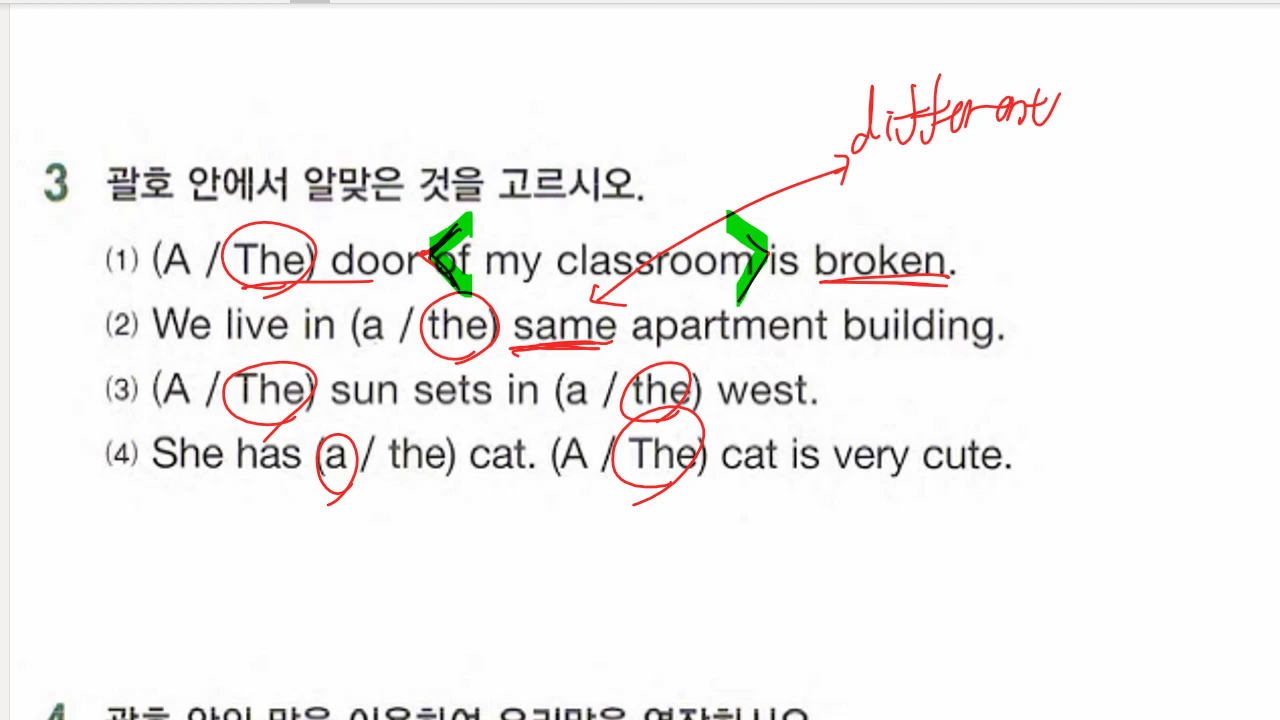 different
3 괄호 안에서 알맞은 것을 고르시오.
(1) (A / The) door of my classroom is broken.
(2) We live in (a / the) same apartment building.
(3) (A / The) sun sets in (a / the) west.
(4) She has (a / the) cat. (A / The) cat is very cute.